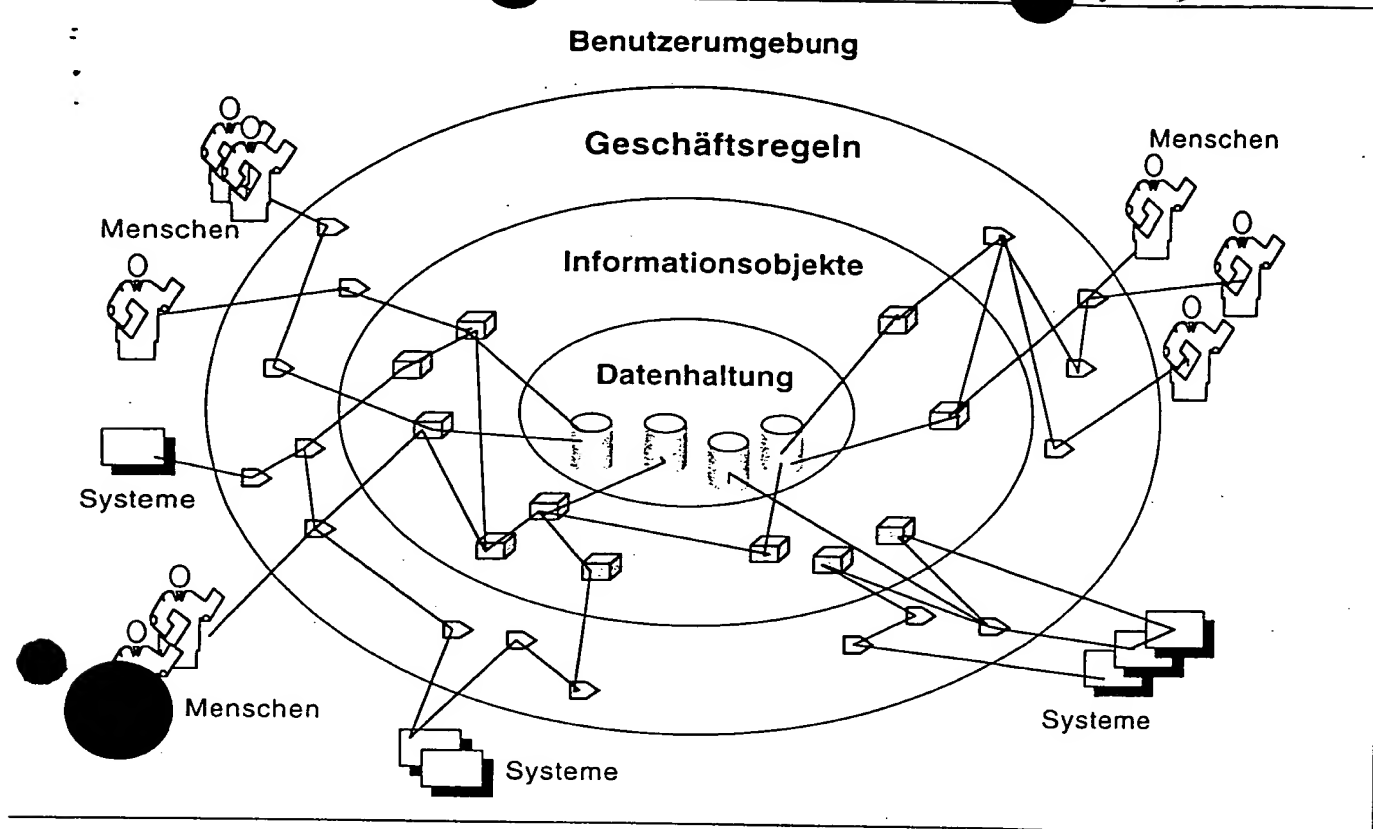 Benutzerumgebung
Geschäftsregeln
Menschen
Menschen
Informationsobjekte
Datenhaltung
Systeme
Menschen
Systeme
Systeme